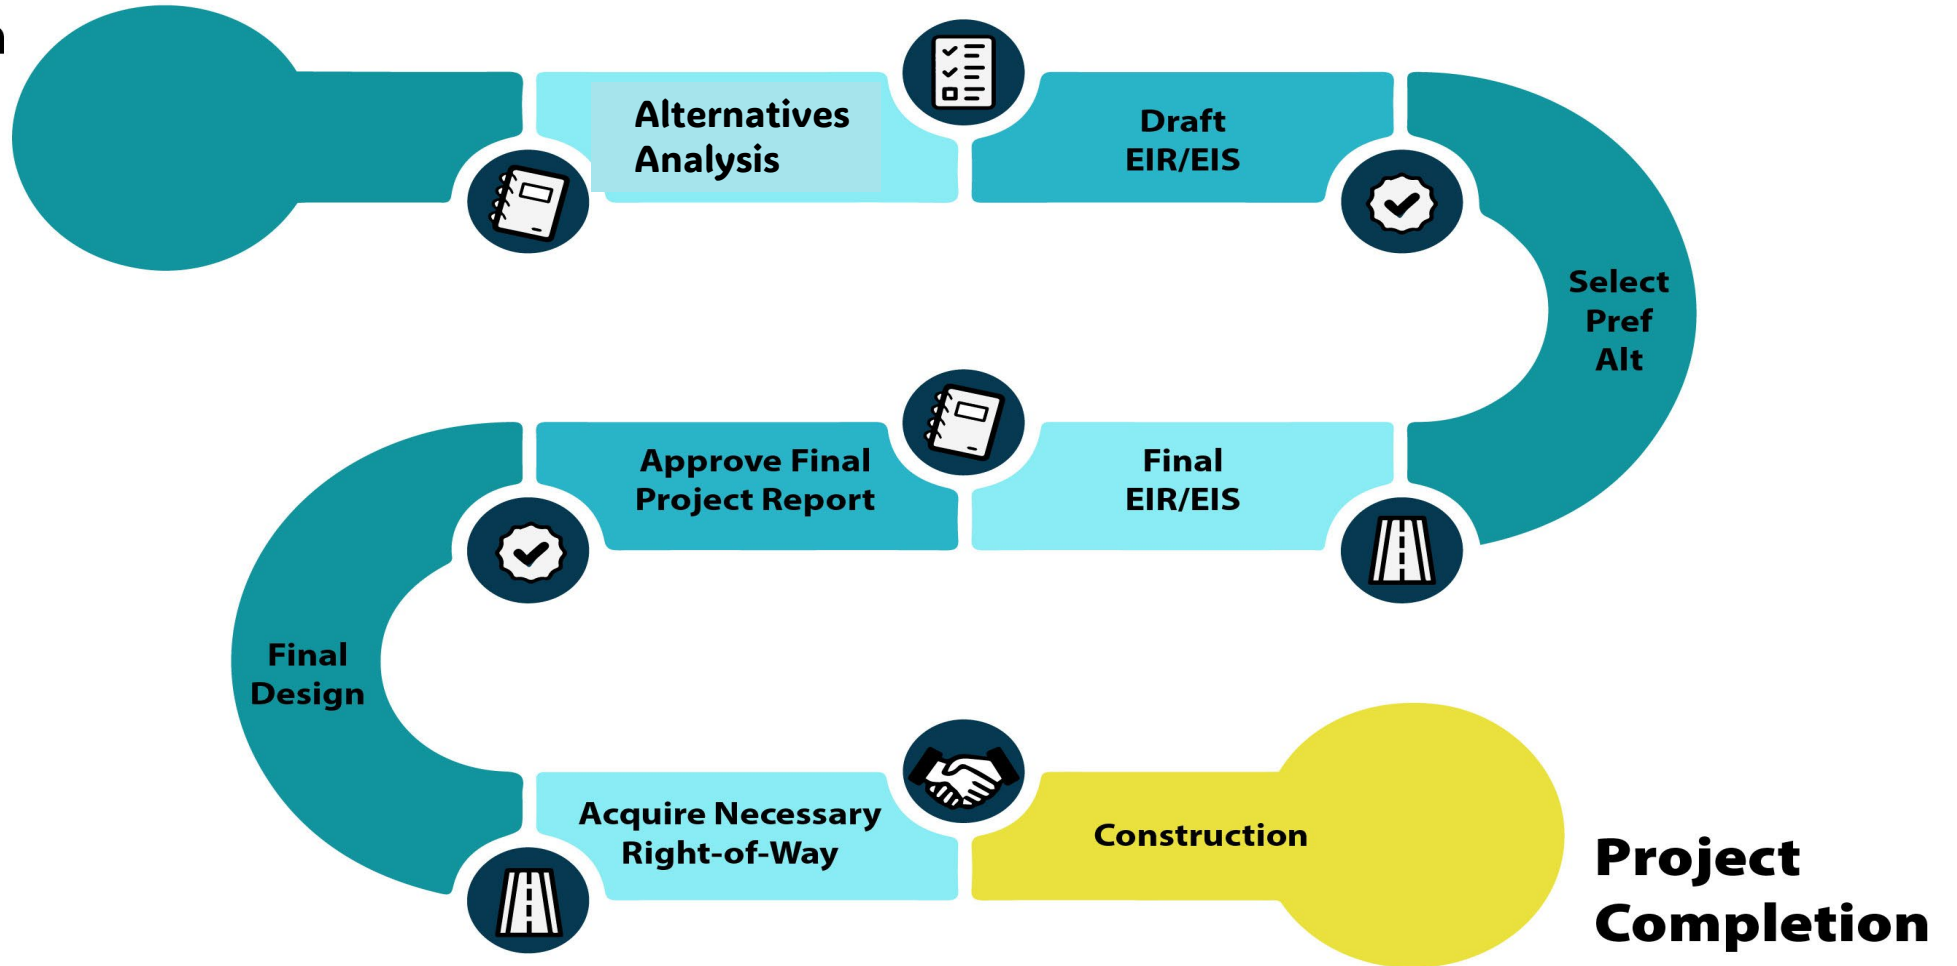 Alternatives
Analysis
Draft
EIR/EIS
Select
Pref
Alt
Final
EIR/EIS
Approve Final
Project Report
Final
Design
Acquire Necessary
Right-of-Way
Construction
Project
Completion